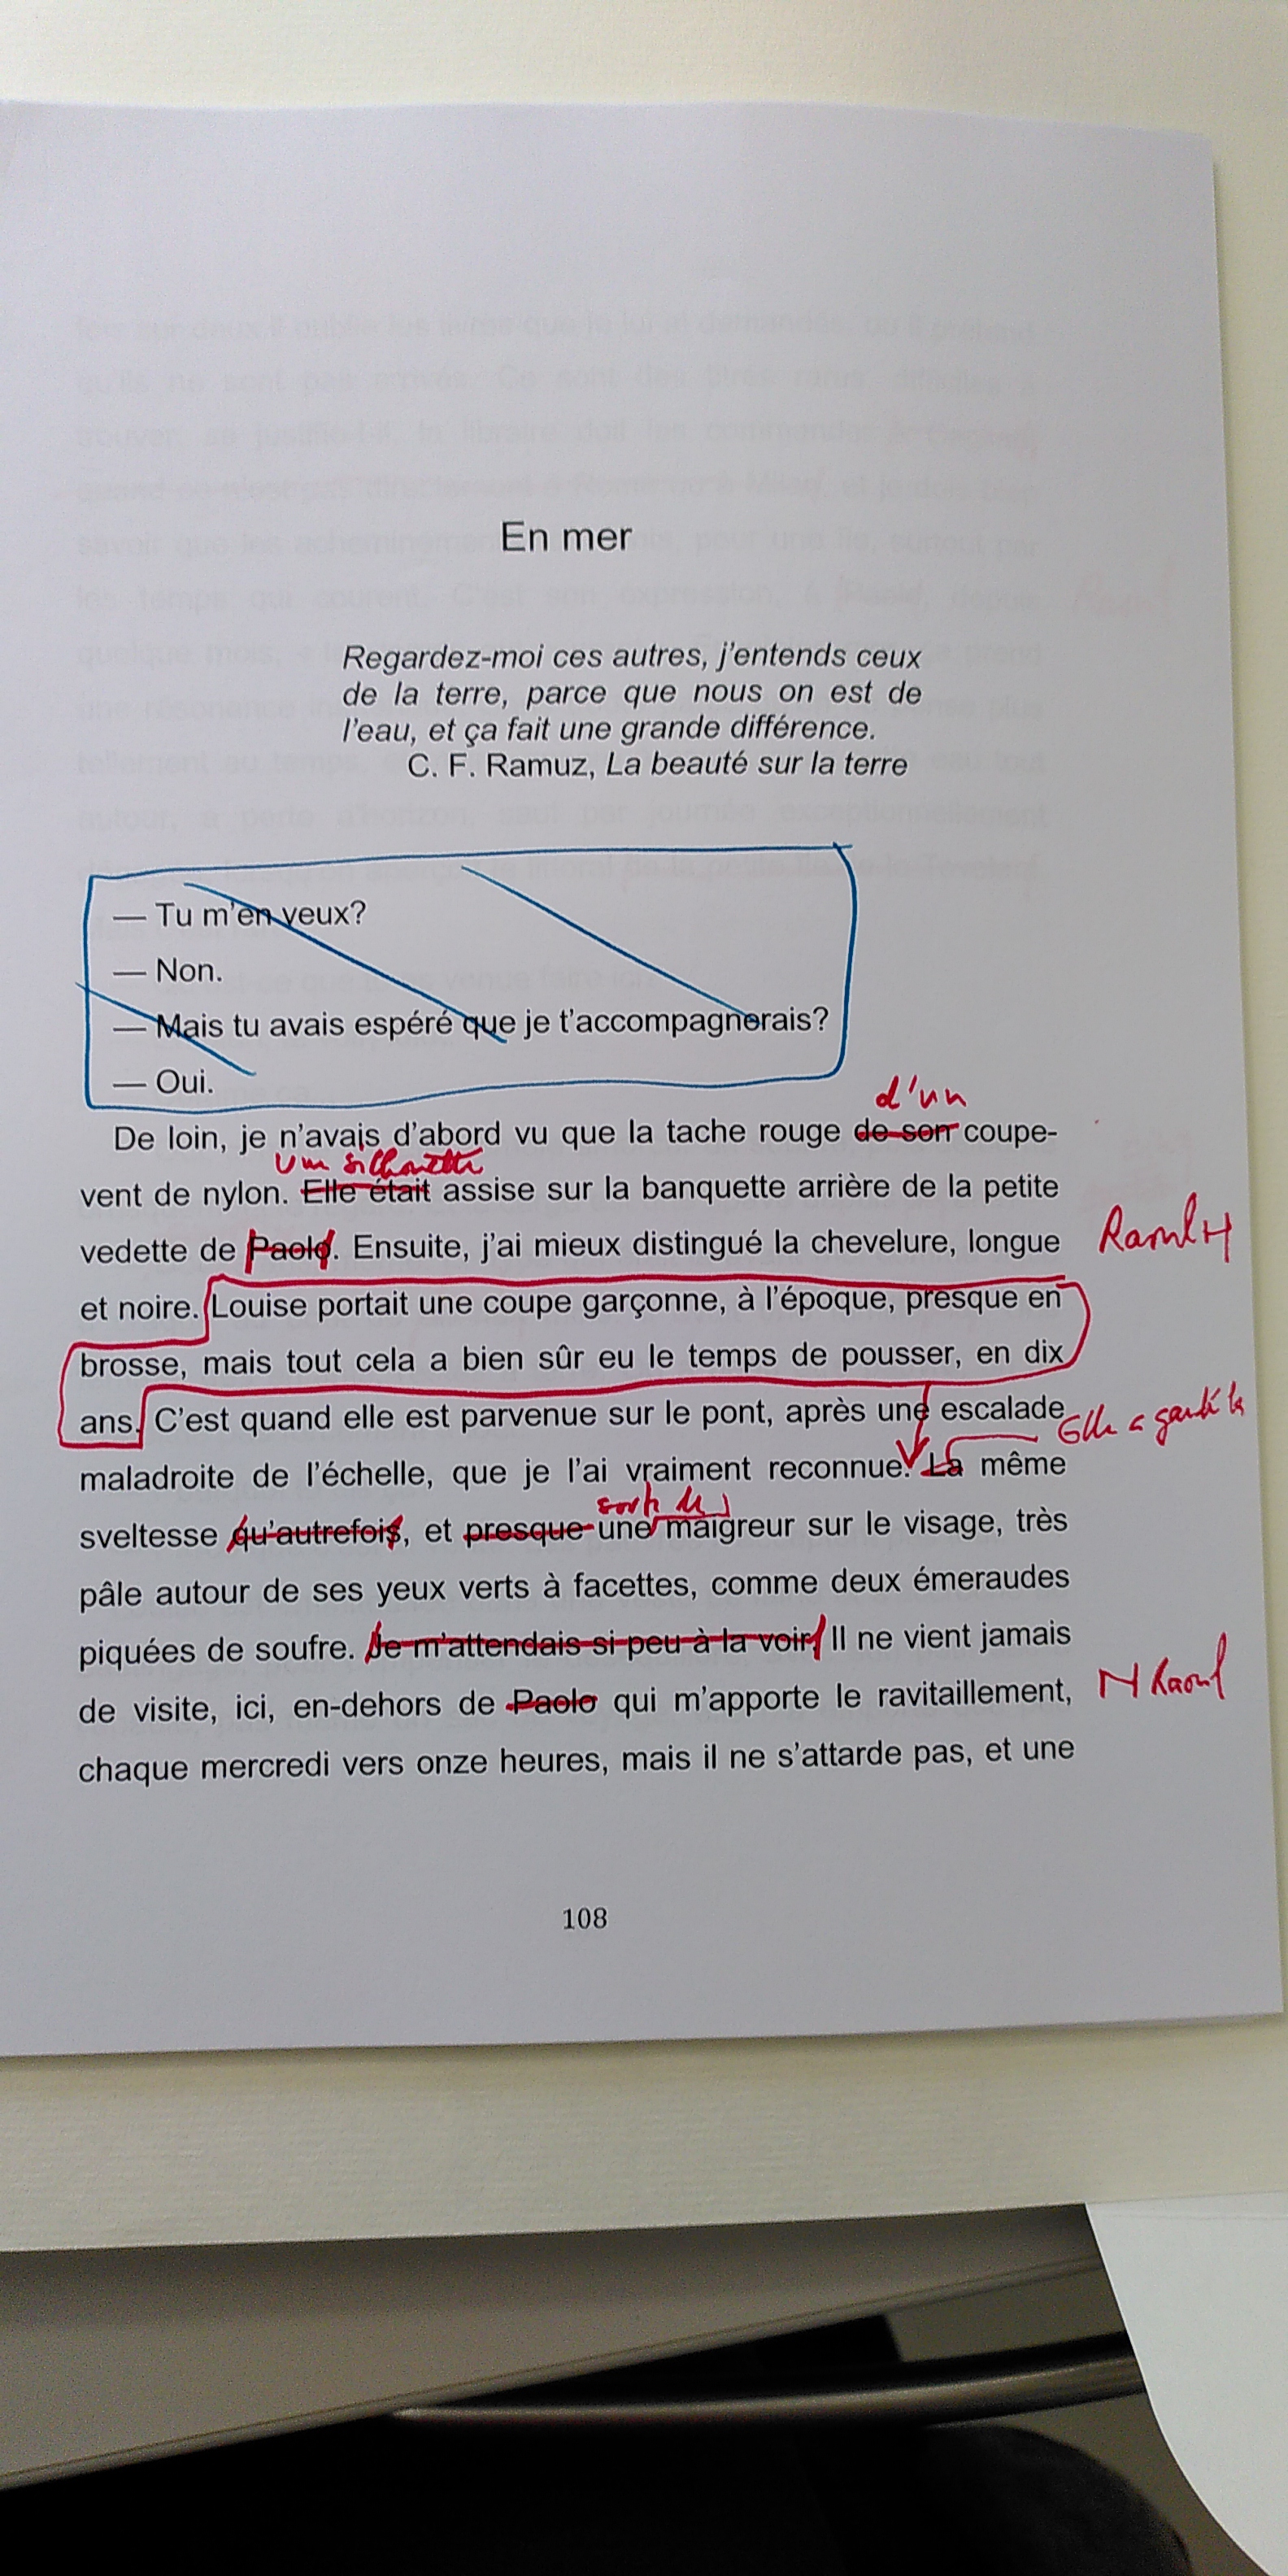 En mer
Regardez-moi ces autres, j'entends ceux
de la terre, parce que nous on est de
l'eau, et ça fait une grande différence.
C. F. Ramuz, La beauté sur la terre
— Tu m'en veux?
— Non.
— Mais tu avais espéré que je t'accompagnerais?
— Oui.
d'un
De loin, je n'avais d'abord vu que la tache rouge de son coupe-
Une silhouette
vent de nylon. Elle était assise sur la banquette arrière de la petite
vedette de Paolo. Ensuite, j'ai mieux distingué la chevelure, longue
Raoul
et noire. Louise portait une coupe garçonne, à l'époque, presque en
brosse, mais tout cela a bien sûr eu le temps de pousser, en dix
ans. C'est quand elle est parvenue sur le pont, après une escalade
Elle a gardé la
maladroite de l'échelle, que je l'ai vraiment reconnue. La même
sorte de
sveltesse qu'autrefois, et presque une maigreur sur le visage, très
pâle autour de ses yeux verts à facettes, comme deux émeraudes
piquées de soufre. Je m'attendais si peu à la voir! Il ne vient jamais
de visite, ici, en-dehors de Paolo qui m'apporte le ravitaillement,
Raoul
chaque mercredi vers onze heures, mais il ne s'attarde pas, et une
108